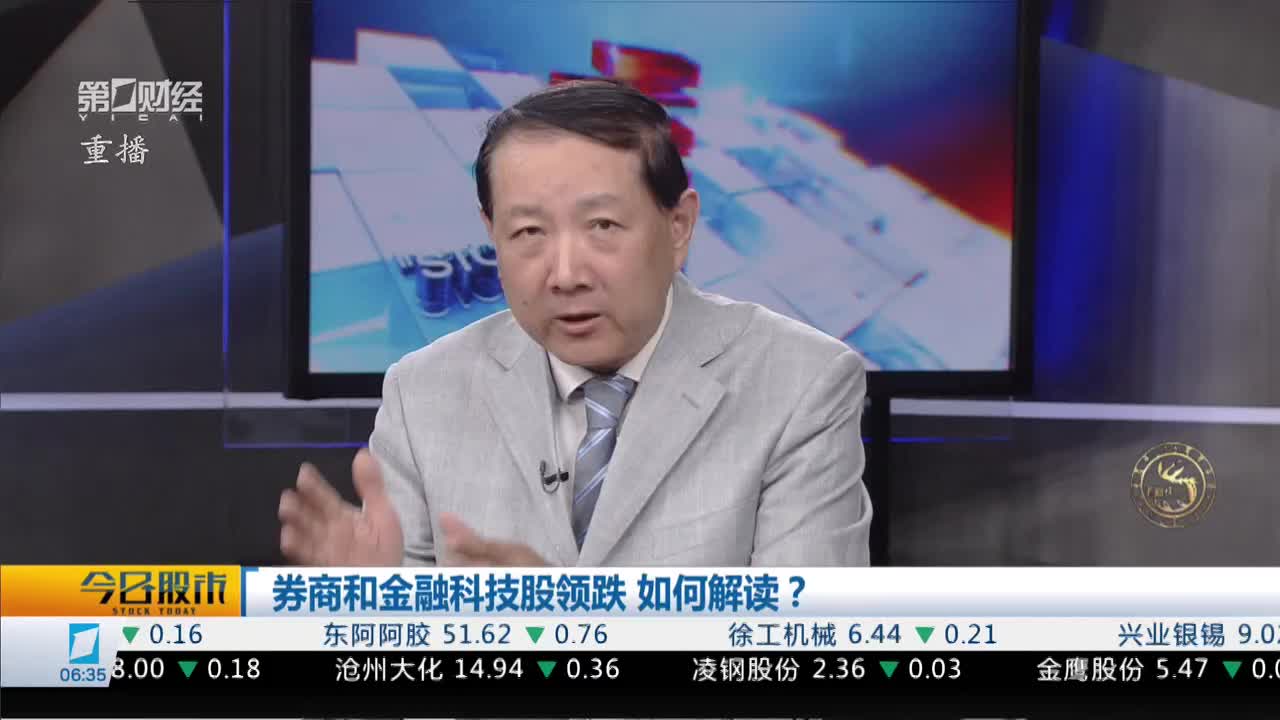 第一财经
YICAI
重播
"STO
今日股市
STOCK TODAY
券商和金融科技股领跌 如何解读？
▼ 0.16 东阿阿胶 51.62 ▼ 0.76 徐工机械 6.44 ▼ 0.21 兴业银锡 9.02
06:35
8.00 ▼ 0.18 沧州大化 14.94 ▼ 0.36 凌钢股份 2.36 ▼ 0.03 金鹰股份 5.47 ▼ 0.0